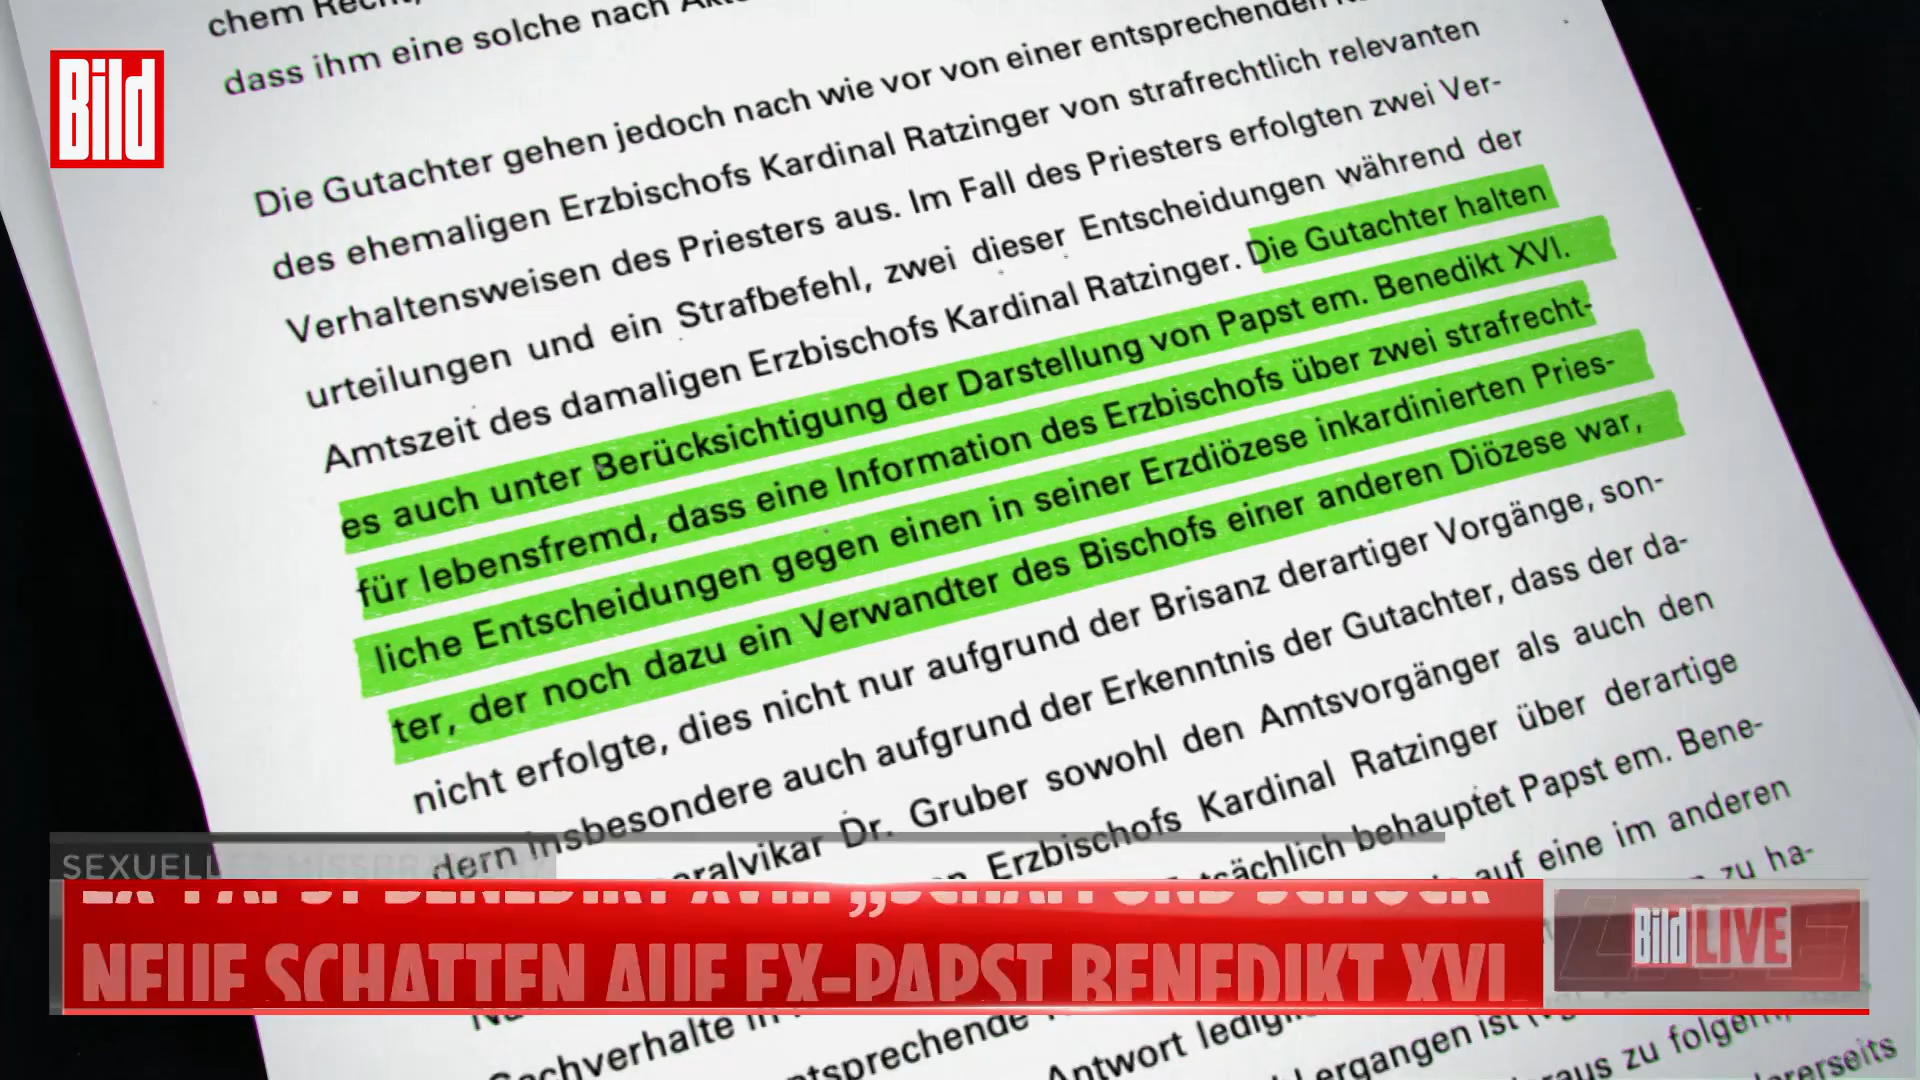 chem
dass ihm eine solche nach
Bild
Die Gutachter gehen jedoch nach wie vor von einer entsprechenden
des ehemaligen Erzbischofs Kardinal Ratzinger von strafrechtlich relevanten
Verhaltensweisen des Priesters aus. Im Fall des Priesters erfolgten zwei Ver-
urteilungen und ein Strafbefehl, zwei dieser Entscheidungen während der
Amtszeit des damaligen Erzbischofs Kardinal Ratzinger. Die Gutachter halten
es auch unter Berücksichtigung der Darstellung von Papst em. Benedikt XVI.
für lebensfremd, dass eine Information des Erzbischofs über zwei strafrecht-
liche Entscheidungen gegen einen in seiner Erzdiözese inkardinierten Pries-
ter, der noch dazu ein Verwandter des Bischofs einer anderen Diözese war,
nicht erfolgte, dies nicht nur aufgrund der Brisanz derartiger Vorgänge, son-
dern insbesondere auch aufgrund der Erkenntnis der Gutachter, dass der da-
Dr. Gruber sowohl den Amtsvorgänger als auch den
Erzbischofs Kardinal Ratzinger über derartige
behauptet Papst em. Bene-
auf eine im anderen
zu ha-
SEXUELLER MISSBRAUCH
NEUE SCHATTEN AUF EX-PAPST BENEDIKT XVI.
Bild LIVE
Sachverhalte
Antwort
ist
zu folgern,